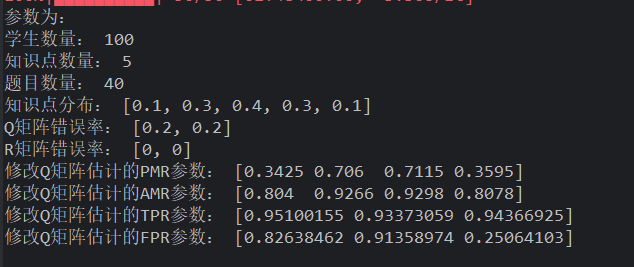 参数为:
学生数量: 100
知识点数量: 5
题目数量: 40
知识点分布: [0.1, 0.3, 0.4, 0.3, 0.1]
Q矩阵错误率: [0.2, 0.2]
R矩阵错误率: [0, 0]
修改Q矩阵估计的PMR参数: [0.3425 0.706  0.7115 0.3595]
修改Q矩阵估计的AMR参数: [0.804  0.9266 0.9298 0.8078]
修改Q矩阵估计的TPR参数: [0.95100155 0.93373059 0.94366925]
修改Q矩阵估计的FPR参数: [0.82638462 0.91358974 0.25064103]